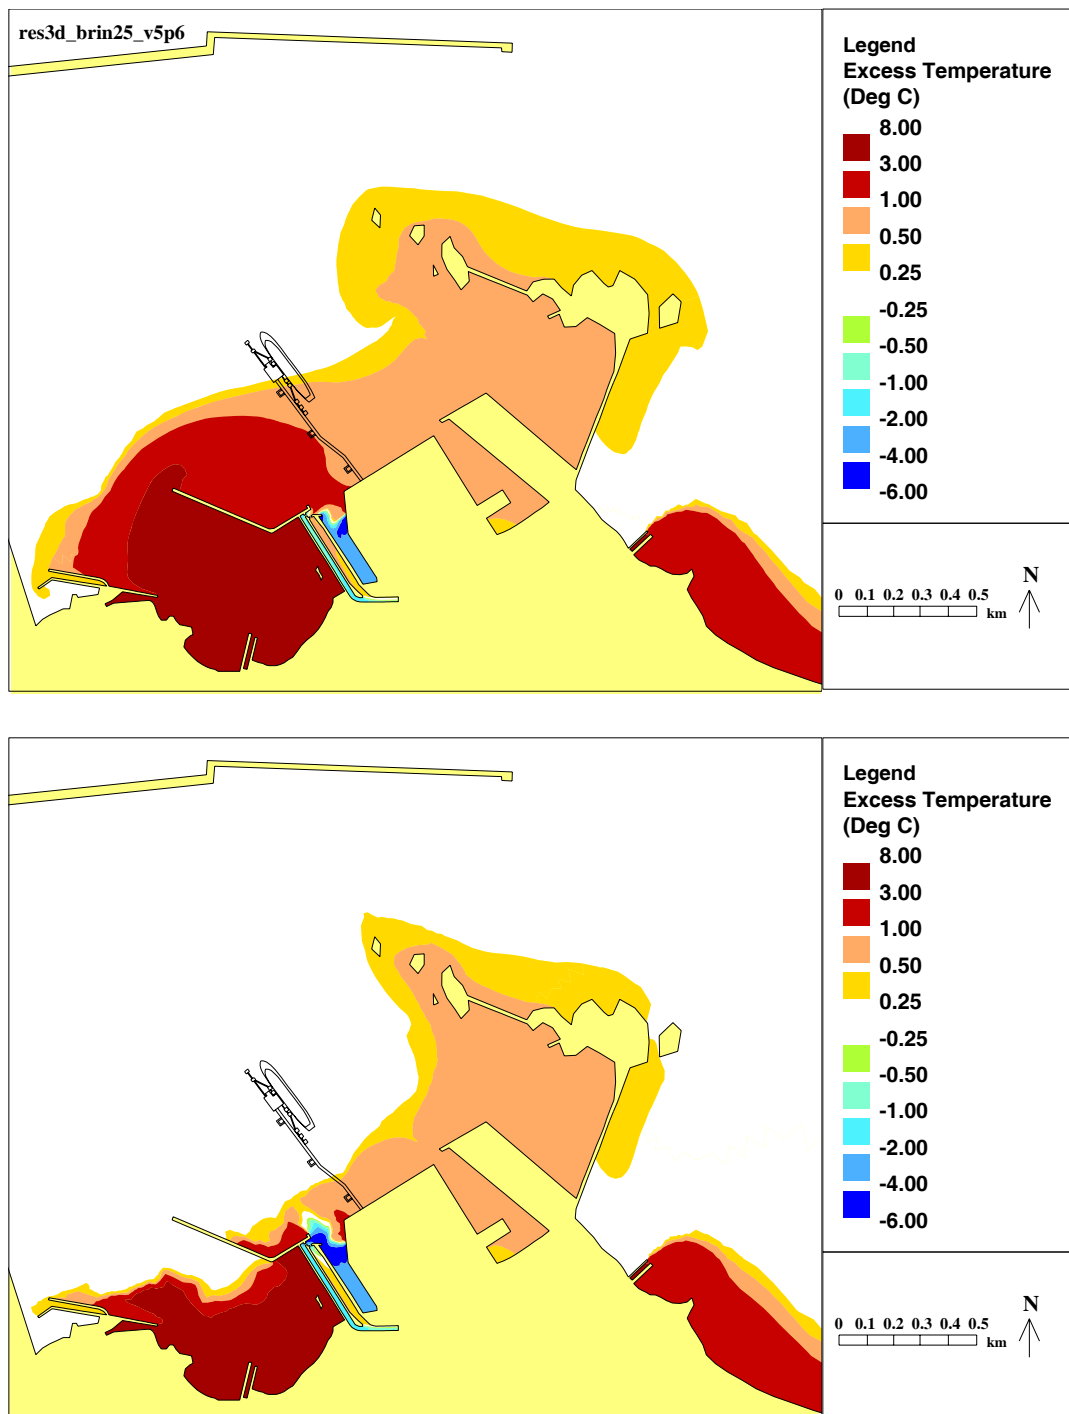 res3d_brin25_v5p6
Legend
Excess Temperature
(Deg C)
8.00
3.00
1.00
0.50
0.25
-0.25
-0.50
-1.00
-2.00
-4.00
-6.00
N
0 0.1 0.2 0.3 0.4 0.5
km
Legend
Excess Temperature
(Deg C)
8.00
3.00
1.00
0.50
0.25
-0.25
-0.50
-1.00
-2.00
-4.00
-6.00
N
0 0.1 0.2 0.3 0.4 0.5
km